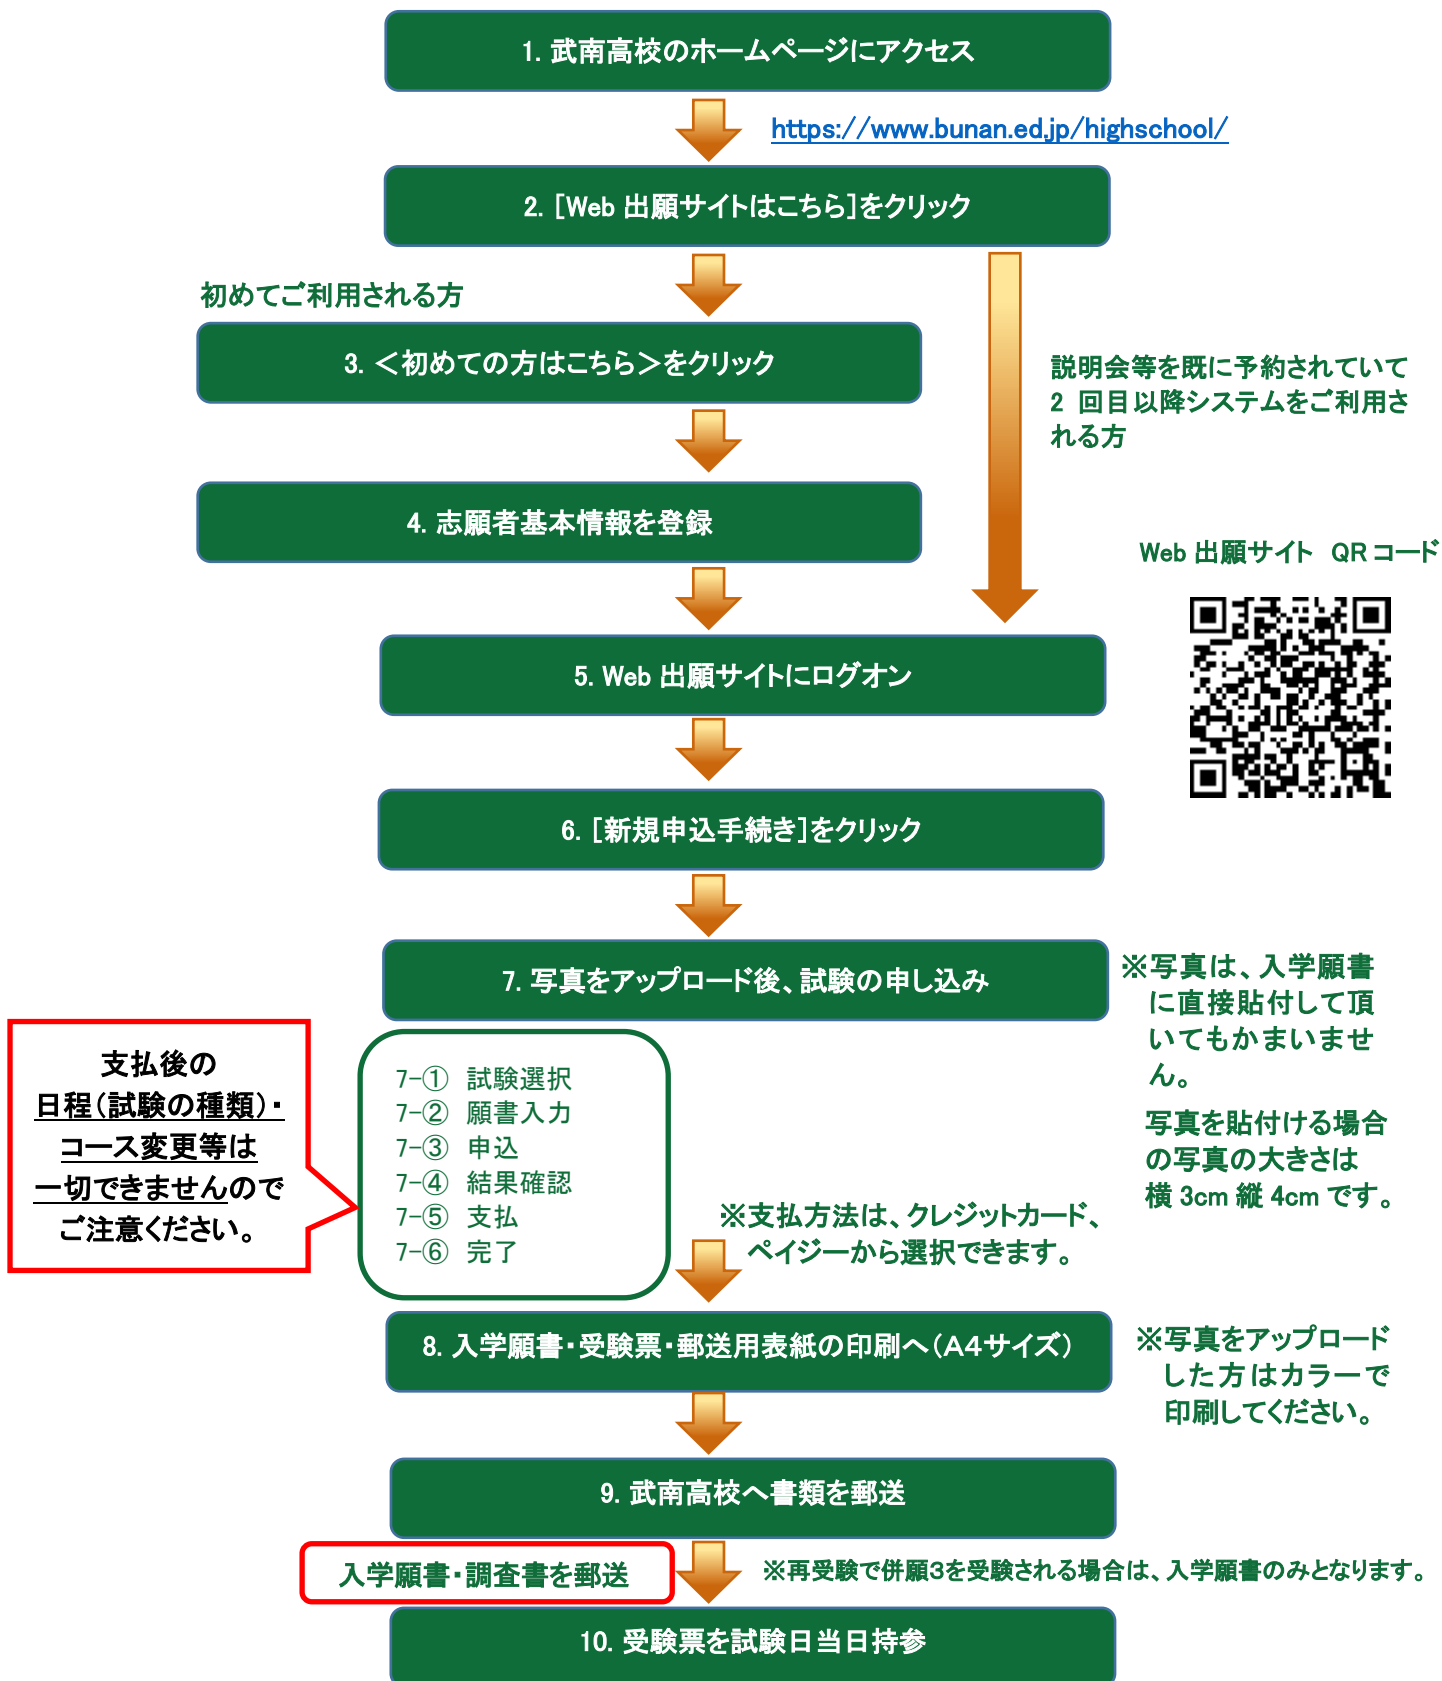 1. 武南高校のホームページにアクセス
https://www.bunan.ed.jp/highschool/
2. [Web 出願サイトはこちら]をクリック
初めてご利用される方
3. <初めての方はこちら>をクリック
説明会等を既に予約されていて
2 回目以降システムをご利用さ
れる方
4. 志願者基本情報を登録
Web 出願サイト QR コード
5. Web 出願サイトにログオン
6. [新規申込手続き]をクリック
7. 写真をアップロード後、試験の申し込み
※写真は、入学願書
に直接貼付して頂
いてもかまいませ
ん。
写真を貼付ける場合
の写真の大きさは
横 3cm 縦 4cm です。
支払後の
日程(試験の種類)・
コース変更等は
一切できませんので
ご注意ください。
7-① 試験選択
7-② 願書入力
7-③ 申込
7-④ 結果確認
7-⑤ 支払
7-⑥ 完了
※支払方法は、クレジットカード、
ペイジーから選択できます。
8. 入学願書・受験票・郵送用表紙の印刷へ(A4サイズ)
※写真をアップロード
した方はカラーで
印刷してください。
9. 武南高校へ書類を郵送
入学願書・調査書を郵送
※再受験で併願3を受験される場合は、入学願書のみとなります。
10. 受験票を試験日当日持参